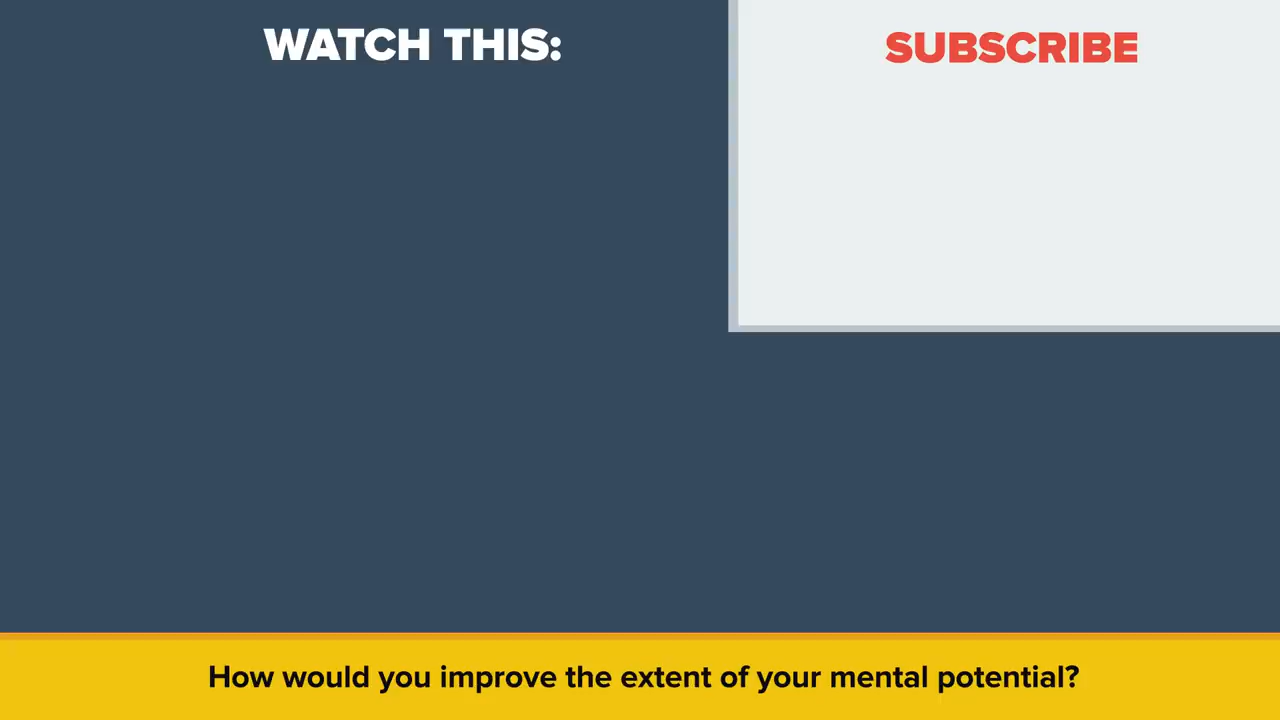 WATCH THIS:
SUBSCRIBE
How would you improve the extent of your mental potential?